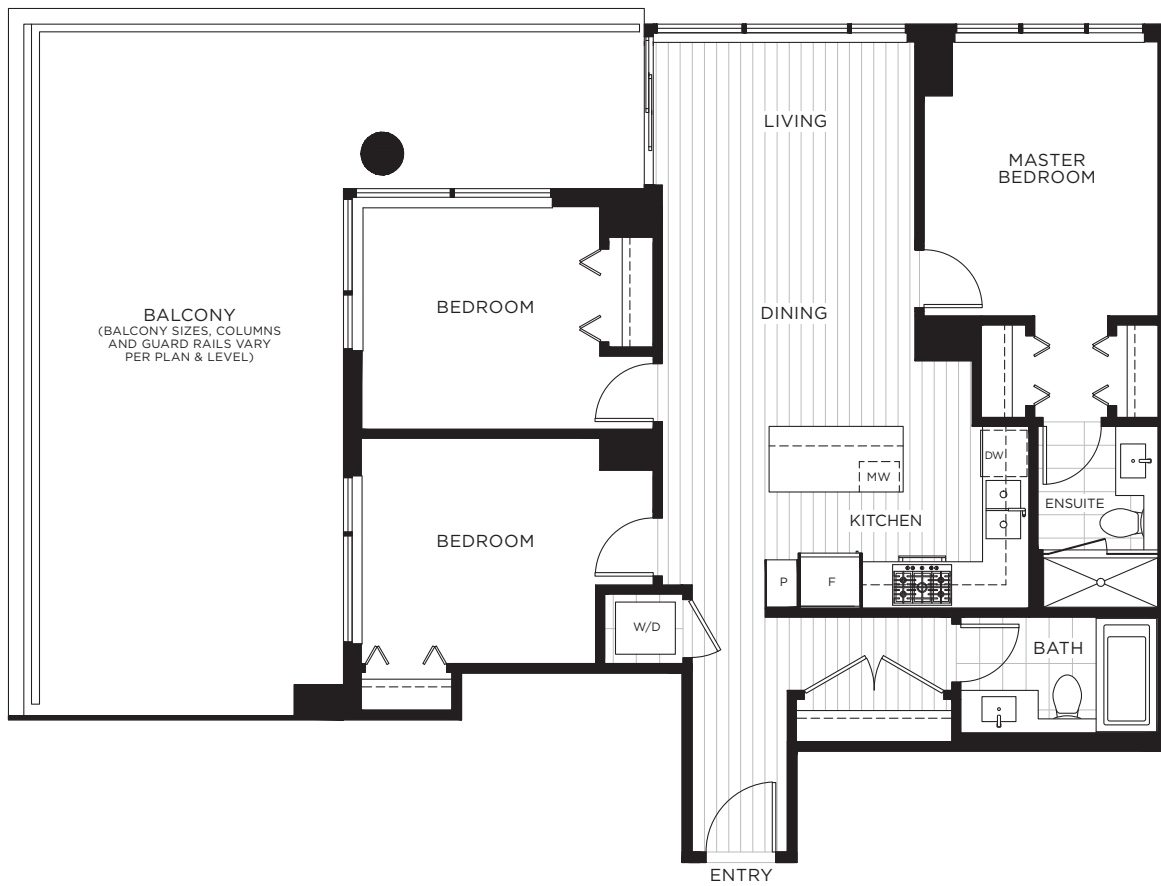 LIVING
MASTER
BEDROOM
BEDROOM
DINING
BALCONY
(BALCONY SIZES, COLUMNS
AND GUARD RAILS VARY
PER PLAN & LEVEL)
DW
MW
ENSUITE
KITCHEN
BEDROOM
P
F
W/D
BATH
ENTRY